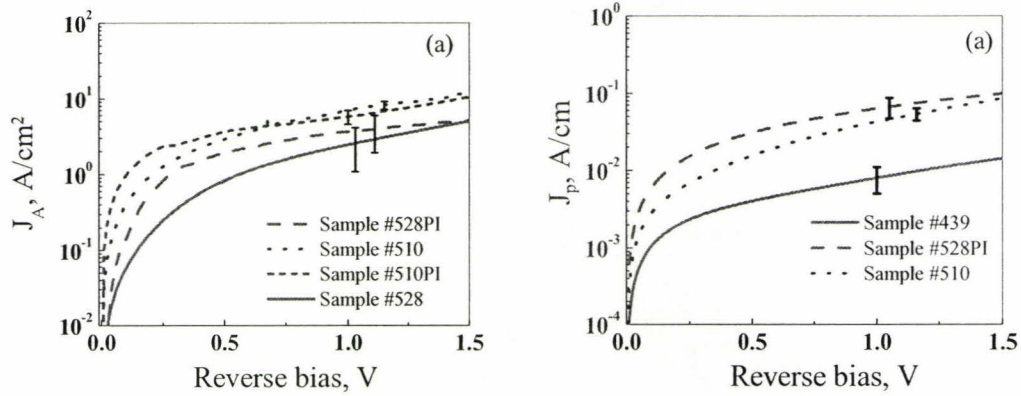 (a)
J_A, A/cm²
10²
10¹
10⁰
10⁻¹
10⁻²
Sample #528PI
Sample #510
Sample #510PI
Sample #528
0.0 0.5 1.0 1.5
Reverse bias, V
(a)
J_p, A/cm
10⁰
10⁻¹
10⁻²
10⁻³
10⁻⁴
Sample #439
Sample #528PI
Sample #510
0.0 0.5 1.0 1.5
Reverse bias, V